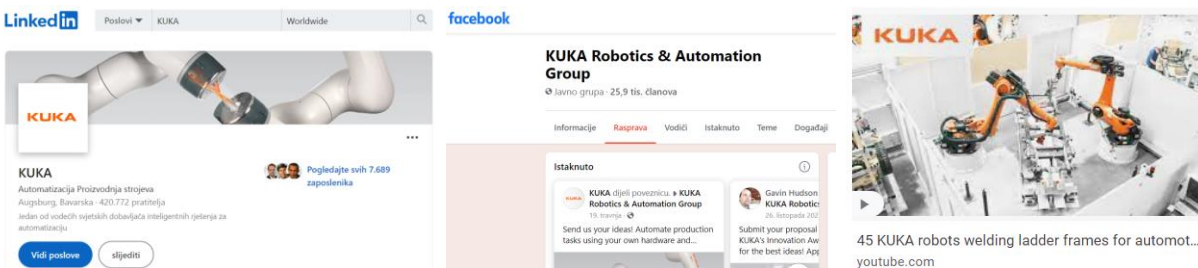 LinkedIn
Poslovi
KUKA
Worldwide
KUKA
KUKA
Automatizacija Proizvodnja strojeva
Augsburg, Bavarska · 420.772 pratitelja
Jedan od vodećih svjetskih dobavljača inteligentnih rješenja za
automatizaciju
Pogledajte svih 7.689
zaposlenika
Vidi poslove
slijediti
facebook
KUKA Robotics & Automation
Group
Javno grupa · 25,9 tis. članova
Informacije
Rasprava
Vodiči
Istaknuto
Teme
Događaji
Istaknuto
KUKA
KUKA dijeli poveznicu. ▸ KUKA
Robotics & Automation Group
19. travnja ·
Send us your ideas! Automate production
tasks using your own hardware and...
Gavin Hudson
KUKA Robotics
26. listopada 202
Submit your proposal
KUKA's Innovation Aw
for the best ideas! App
KUKA
45 KUKA robots welding ladder frames for automot...
youtube.com